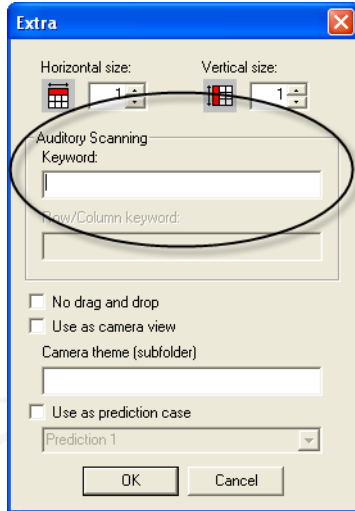 Extra
Horizontal size: Vertical size:
1 1
Auditory Scanning
Keyword:
Row/Column keyword:
No drag and drop
Use as camera view
Camera theme (subfolder)
Use as prediction case
Prediction 1
OK Cancel